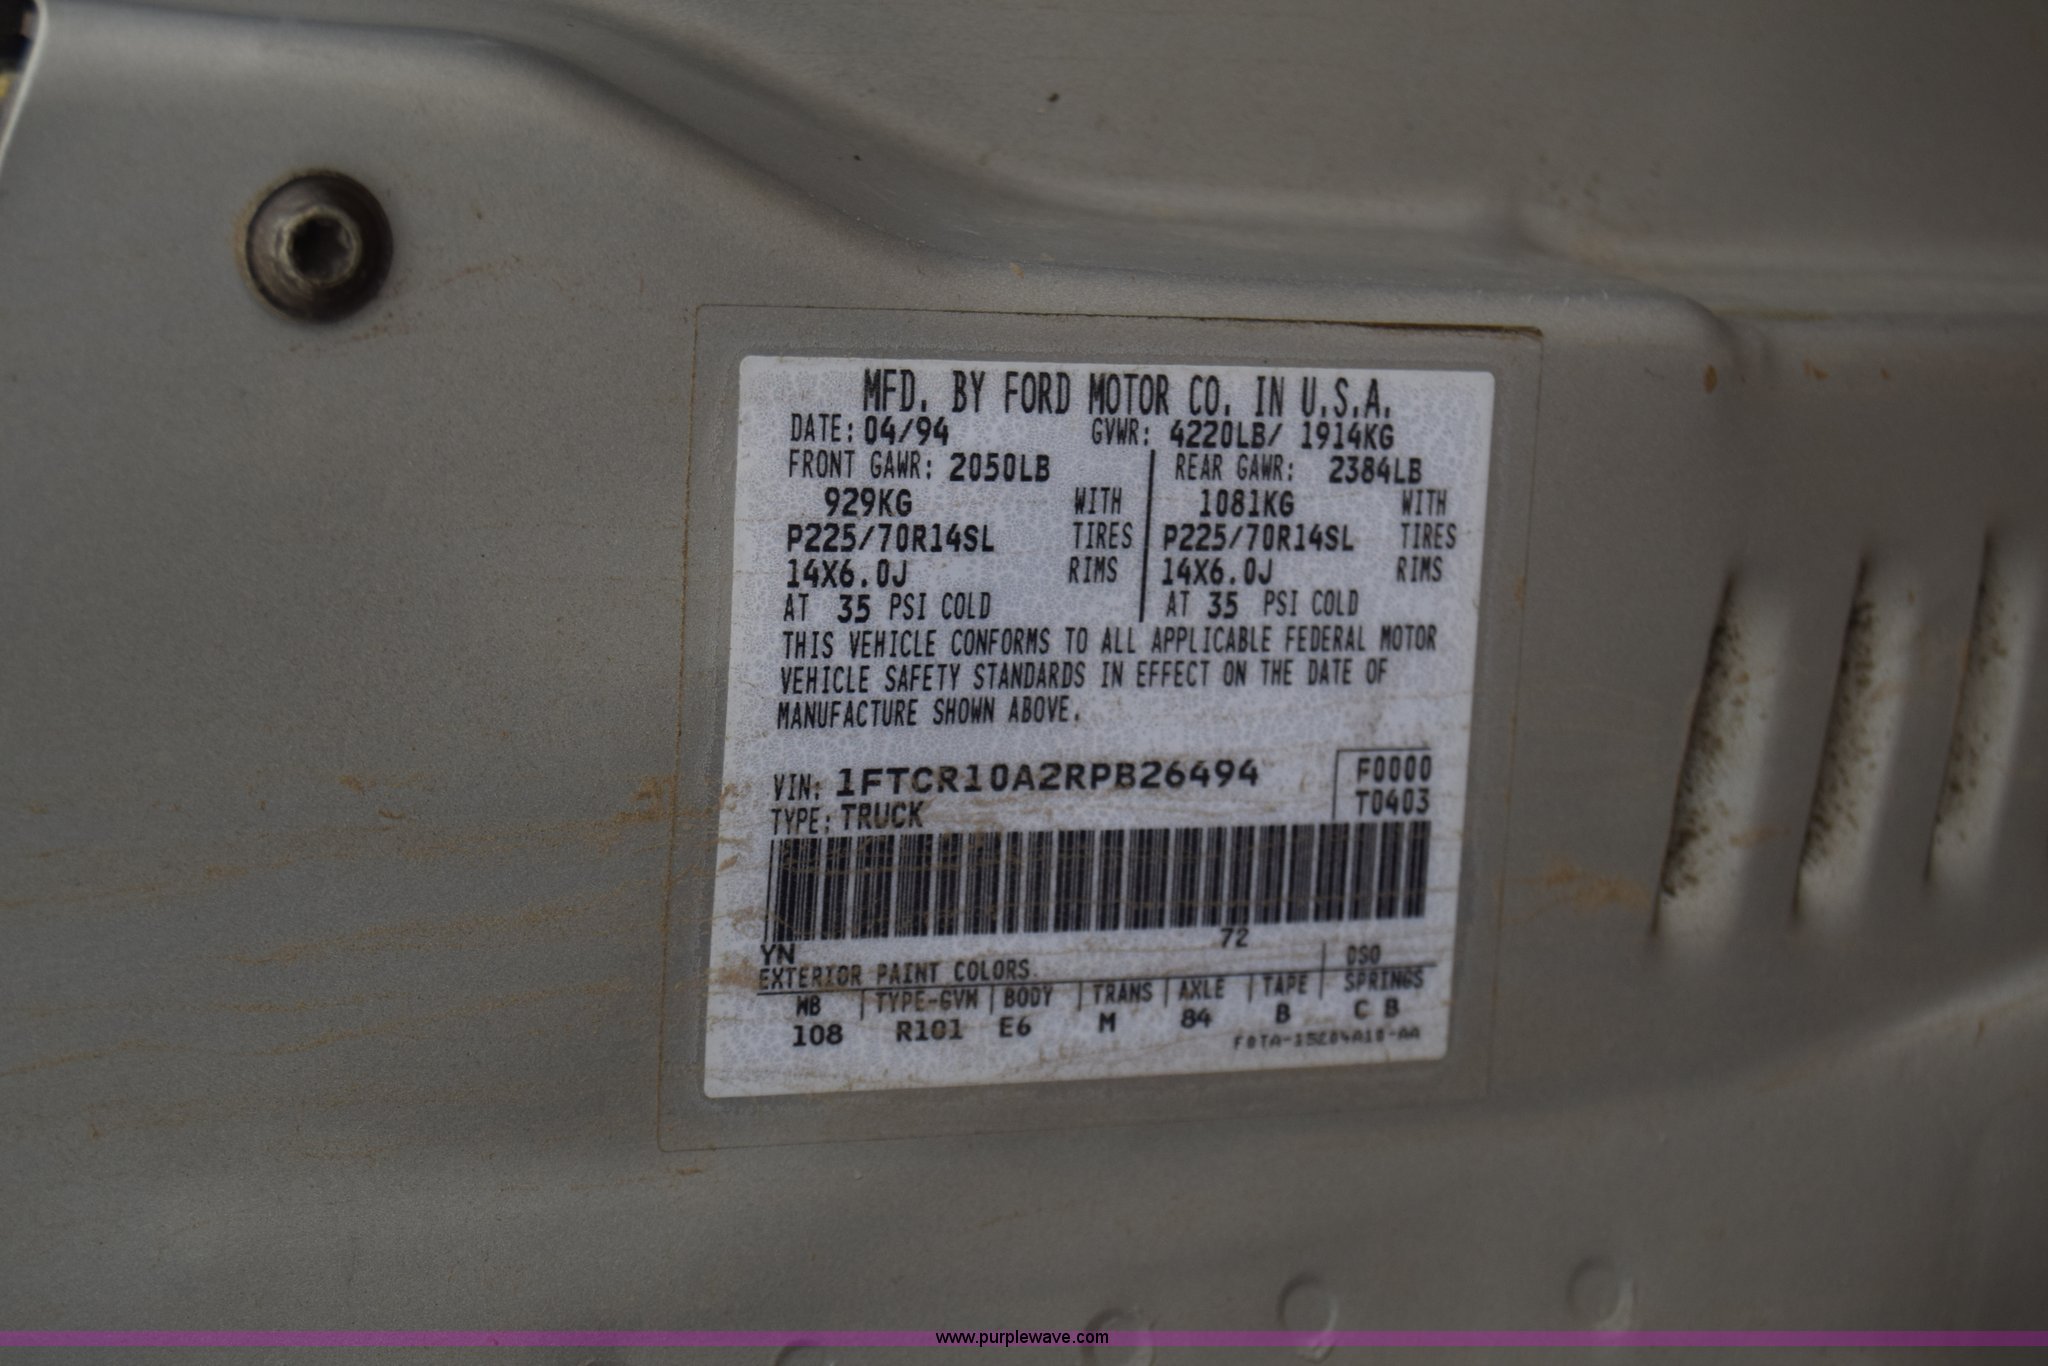 MFD. BY FORD MOTOR CO. IN U.S.A.
DATE: 04/94 GVWR: 4220LB/ 1914KG
FRONT GAWR: 2050LB REAR GAWR: 2384LB
929KG WITH 1081KG WITH
P225/70R14SL TIRES P225/70R14SL TIRES
14X6.0J RIMS 14X6.0J RIMS
AT 35 PSI COLD AT 35 PSI COLD
THIS VEHICLE CONFORMS TO ALL APPLICABLE FEDERAL MOTOR
VEHICLE SAFETY STANDARDS IN EFFECT ON THE DATE OF
MANUFACTURE SHOWN ABOVE.
VIN: 1FTCR10A2RPB26494 F0000
TYPE: TRUCK T0403
YN 72
EXTERIOR PAINT COLORS DSO
WB TYPE-GVW BODY TRANS AXLE TAPE SPRINGS
108 R101 E6 M 84 B C B
F0TA-15204A10-AA
www.purplewave.com